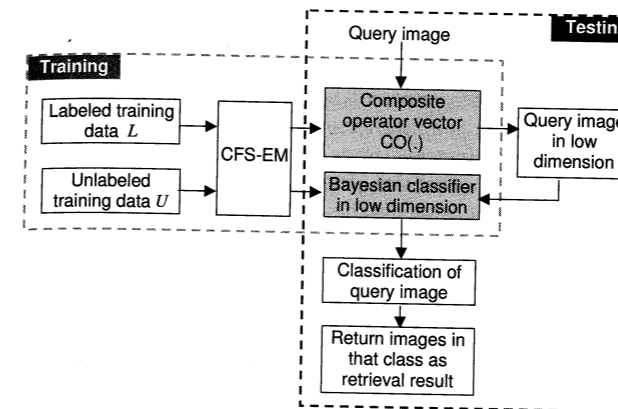 Query image
Testin
Training
Labeled training
data L
Unlabeled
training data U
CFS-EM
Composite
operator vector
CO(.)
Query image
in low
dimension
Bayesian classifier
in low dimension
Classification of
query image
Return images in
that class as
retrieval result